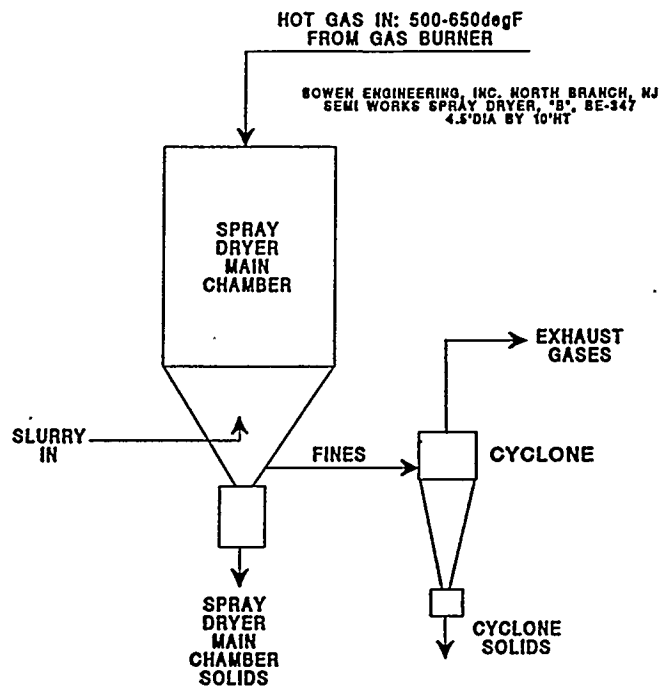 HOT GAS IN: 500-650degF
FROM GAS BURNER
BOWEN ENGINEERING, INC. NORTH BRANCH, NJ
SEMI WORKS SPRAY DRYER, "B", BE-347
4.5'DIA BY 10'HT
SPRAY
DRYER
MAIN
CHAMBER
EXHAUST
GASES
SLURRY
IN
FINES
CYCLONE
SPRAY
DRYER
MAIN
CHAMBER
SOLIDS
CYCLONE
SOLIDS